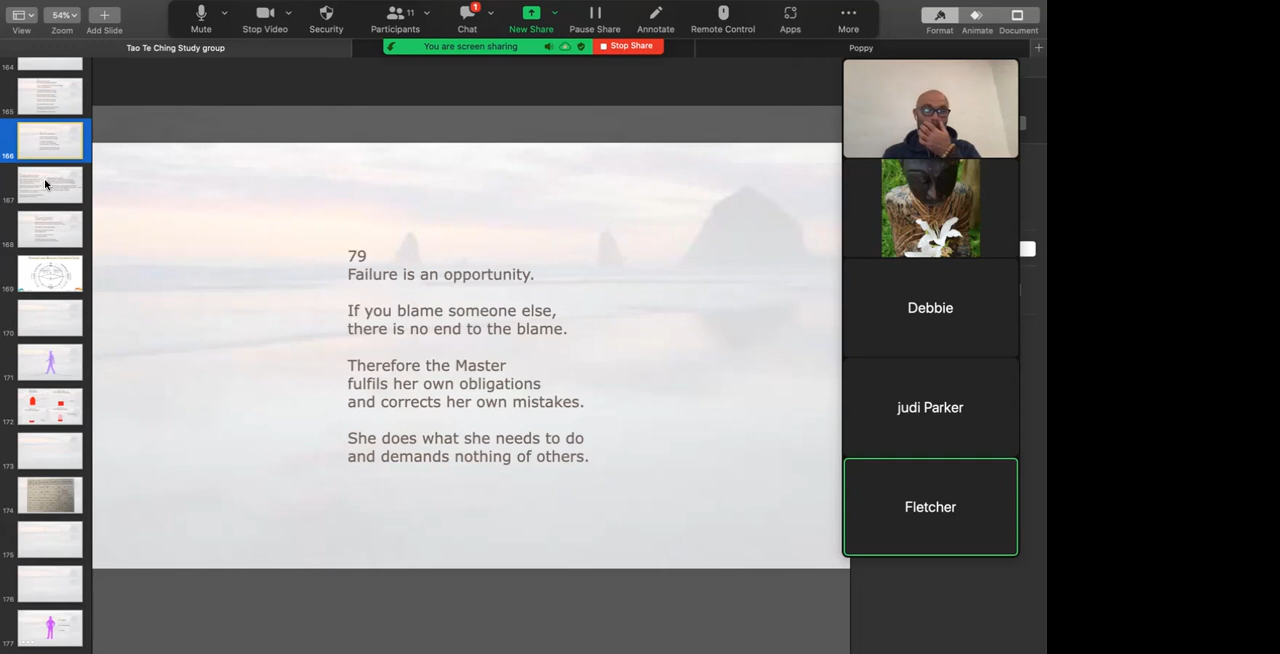 54%
View
Zoom
Add Slide
Mute
Stop Video
Security
11
Participants
1
Chat
New Share
Pause Share
Annotate
Remote Control
Apps
More
Format
Animate
Document
Tao Te Ching Study group
You are screen sharing
Stop Share
Poppy
164
165
166
167
168
169
170
171
172
173
174
175
176
177
79
Failure is an opportunity.
If you blame someone else,
there is no end to the blame.
Therefore the Master
fulfils her own obligations
and corrects her own mistakes.
She does what she needs to do
and demands nothing of others.
Debbie
judi Parker
Fletcher